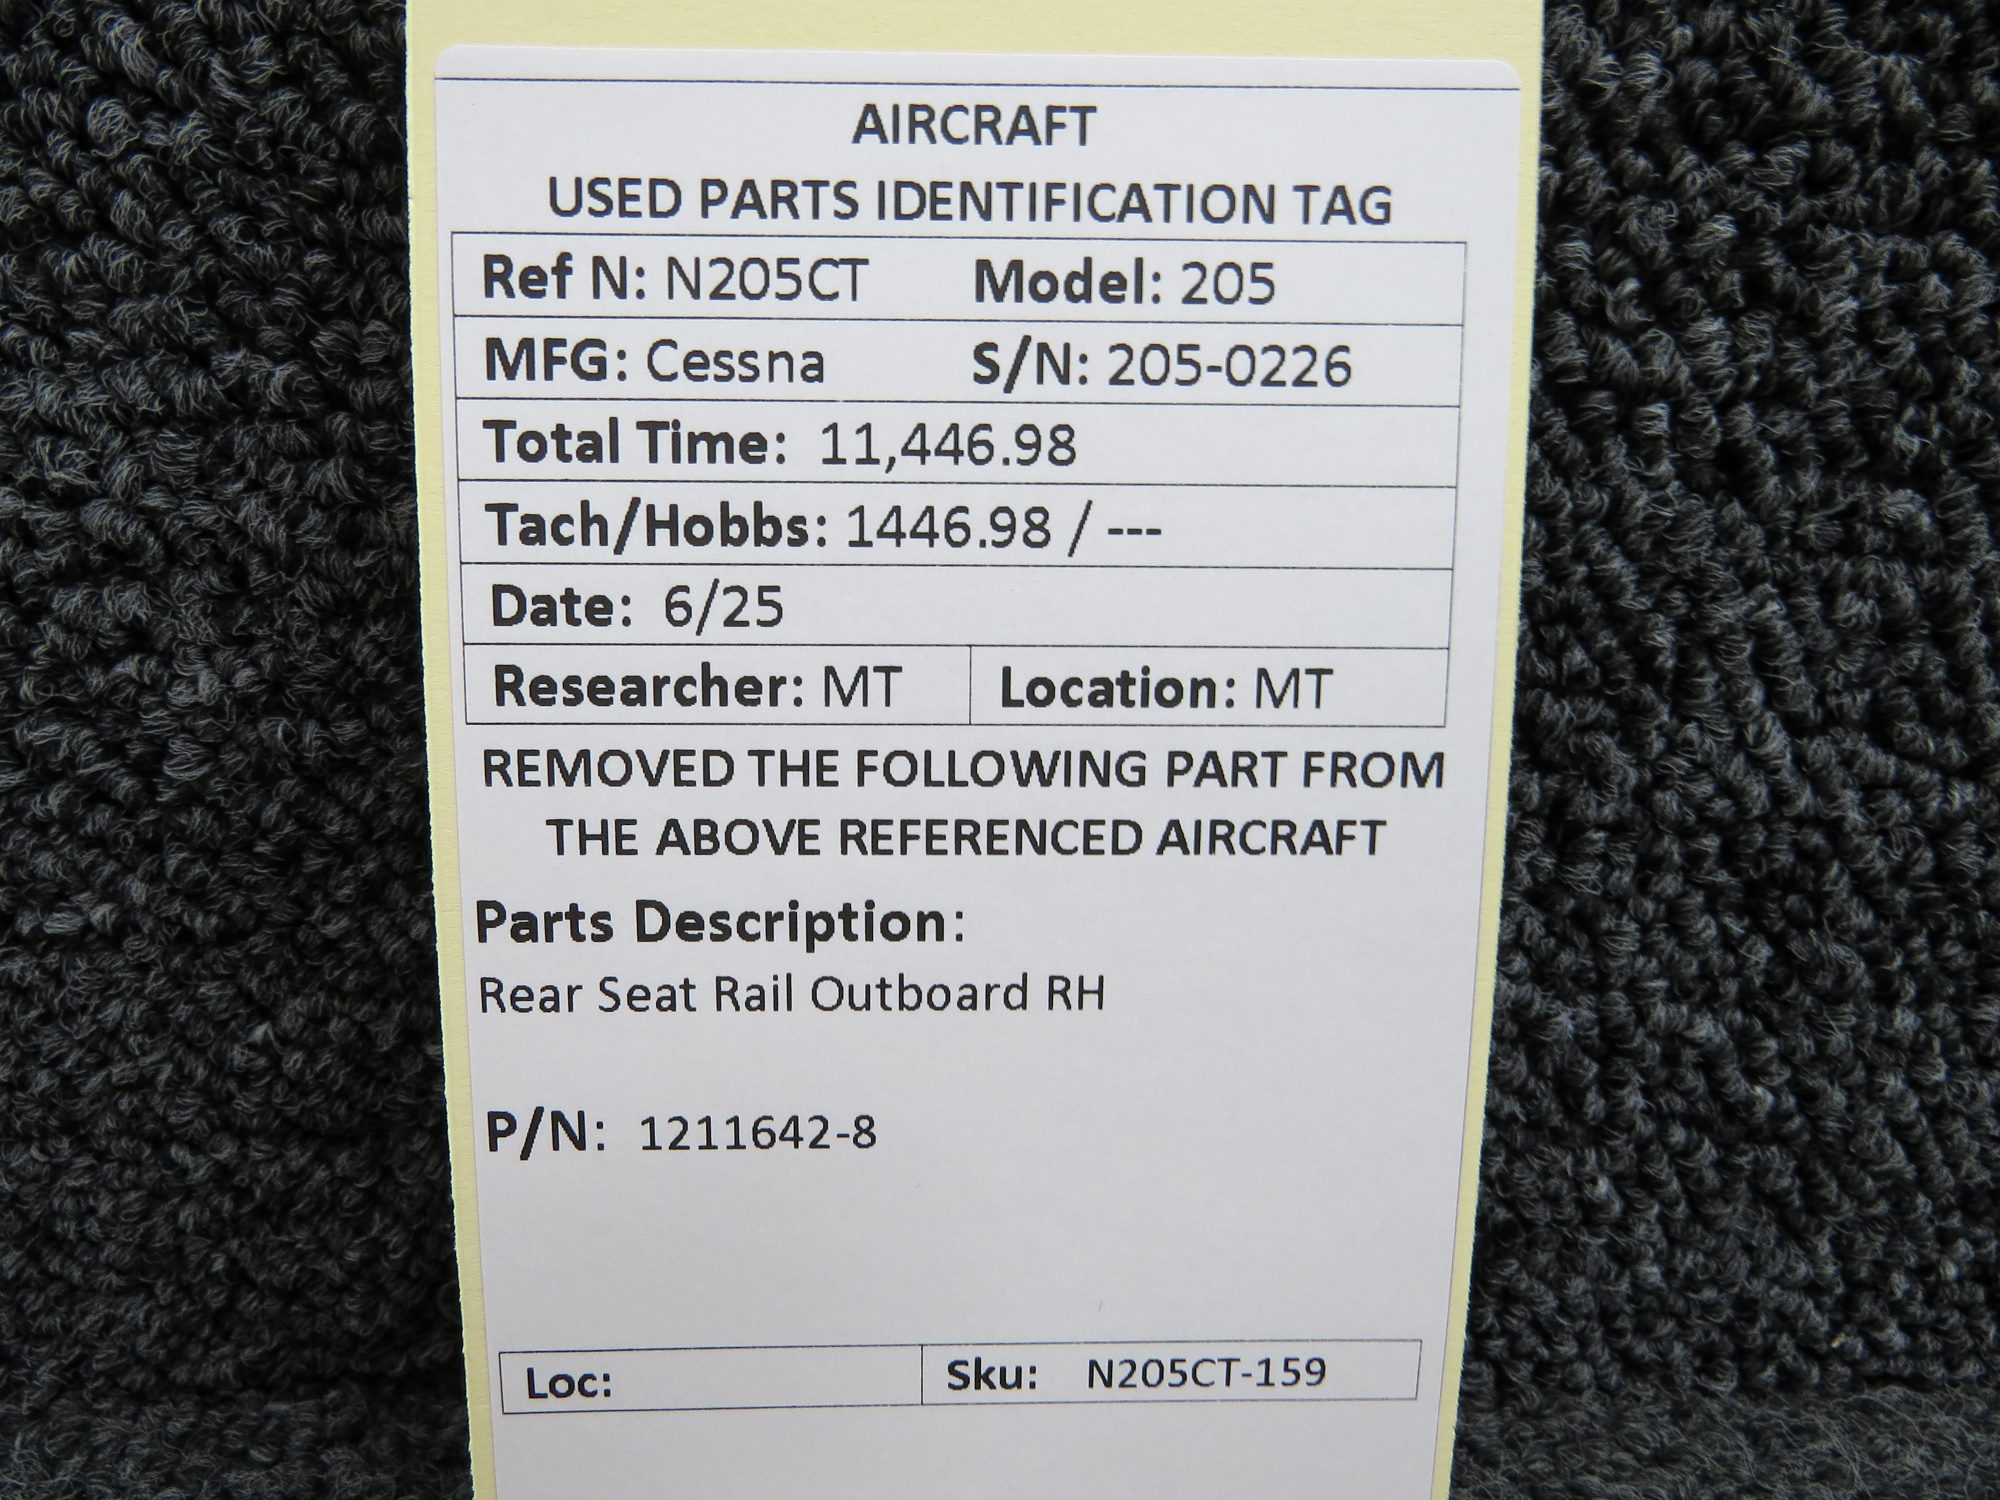 AIRCRAFT
USED PARTS IDENTIFICATION TAG
Ref N: N205CT Model: 205
MFG: Cessna S/N: 205-0226
Total Time: 11,446.98
Tach/Hobbs: 1446.98 / ---
Date: 6/25
Researcher: MT Location: MT
REMOVED THE FOLLOWING PART FROM
THE ABOVE REFERENCED AIRCRAFT
Parts Description:
Rear Seat Rail Outboard RH
P/N: 1211642-8
Loc: Sku: N205CT-159